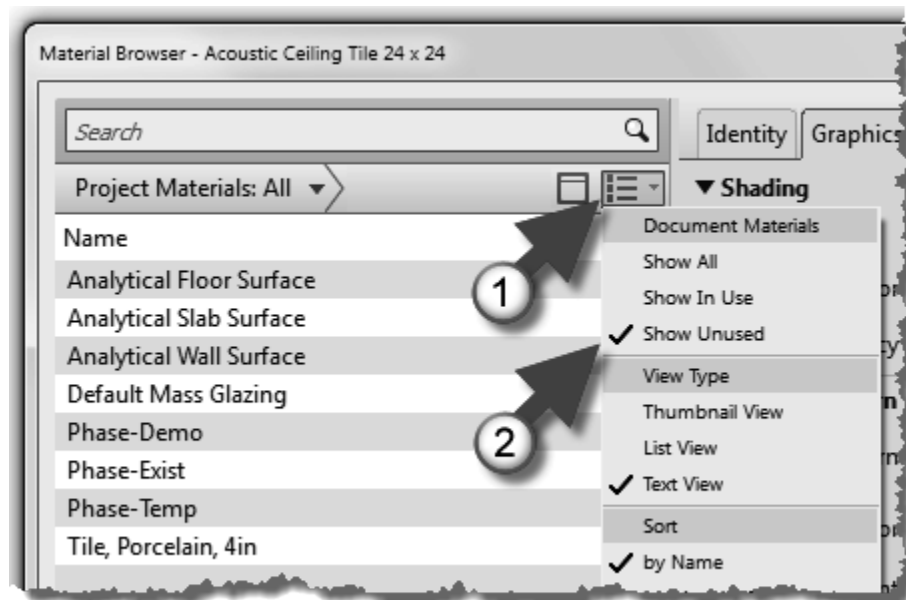 Material Browser - Acoustic Ceiling Tile 24 x 24
Search
Identity
Graphics
Project Materials: All
Shading
Name
Analytical Floor Surface
Analytical Slab Surface
Analytical Wall Surface
Default Mass Glazing
Phase-Demo
Phase-Exist
Phase-Temp
Tile, Porcelain, 4in
1
2
Document Materials
Show All
Show In Use
Show Unused
View Type
Thumbnail View
List View
Text View
Sort
by Name